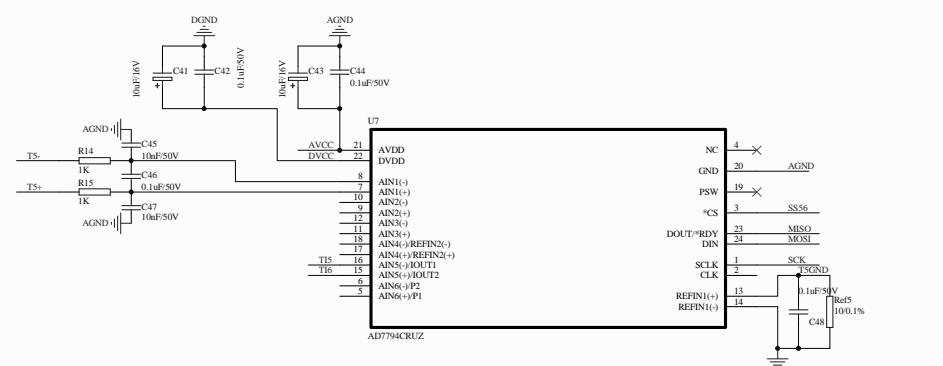 DGND
AGND
10uF/16V
C41
C42
0.1uF/50V
10uF/16V
C43
C44
0.1uF/50V
U7
AGND
C45
10nF/50V
T5-
R14
1K
C46
0.1uF/50V
T5+
R15
1K
C47
10nF/50V
AGND
AVCC 21 AVDD
DVCC 22 DVDD
8 AIN1(-)
7 AIN1(+)
10 AIN2(-)
9 AIN2(+)
12 AIN3(-)
11 AIN3(+)
18 AIN4(-)/REFIN2(-)
17 AIN4(+)/REFIN2(+)
TI5 16 AIN5(-)/IOUT1
TI6 15 AIN5(+)/IOUT2
6 AIN6(-)/P2
5 AIN6(+)/P1
NC 4
GND 20 AGND
PSW 19
*CS 3 SS56
DOUT/*RDY 23 MISO
DIN 24 MOSI
SCLK 1 SCK
CLK 2
T5GND
REFIN1(+) 13
REFIN1(-) 14
0.1uF/50V
C48
Ref5
10/0.1%
AD7794CRUZ